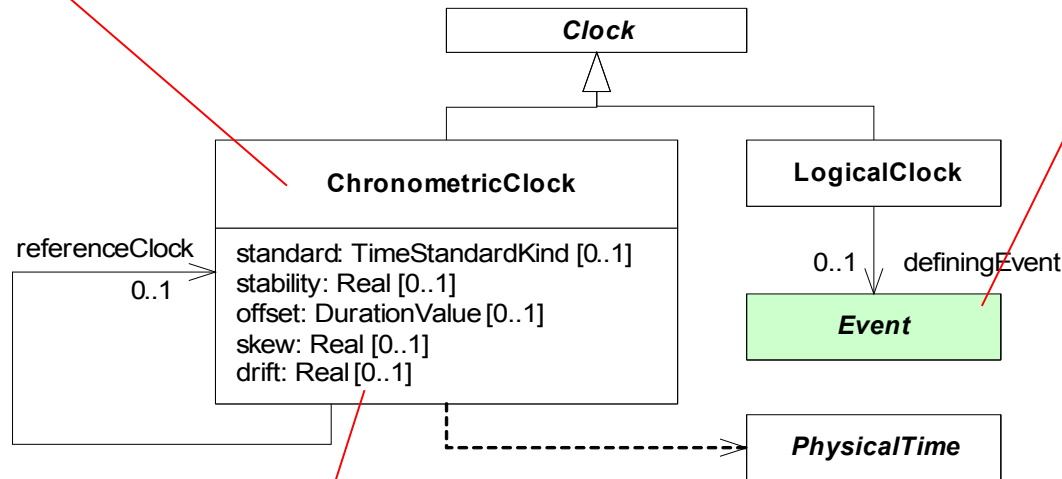 Clock
ChronometricClock
LogicalClock
referenceClock
0..1
standard: TimeStandardKind [0..1]
stability: Real [0..1]
offset: DurationValue [0..1]
skew: Real [0..1]
drift: Real [0..1]
0..1 definingEvent
Event
PhysicalTime